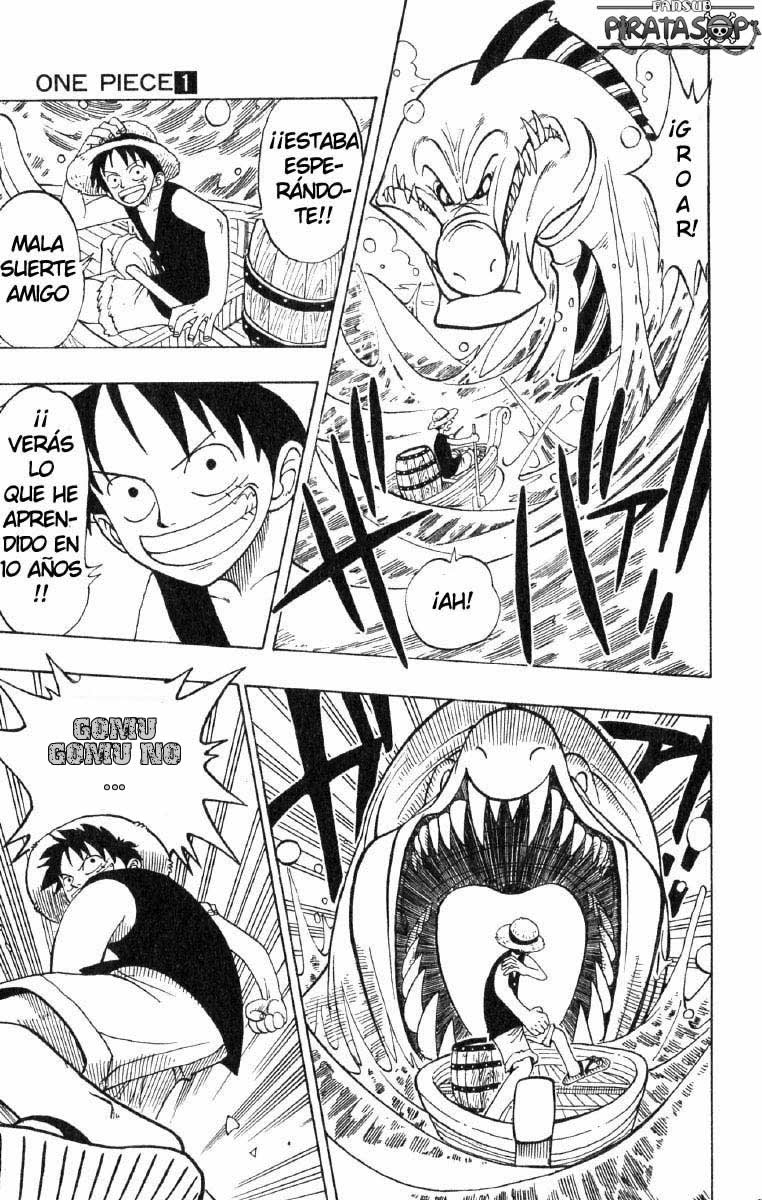 FANSUB
PIRATASOP
ONE PIECE 1
¡GROAR!
¡AH!
¡¡ESTABA
ESPE-
RÁNDO-
TE!!
MALA
SUERTE
AMIGO
¡¡
VERÁS
LO
QUE HE
APREN-
DIDO EN
10 AÑOS
!!
GOMU
GOMU NO
...